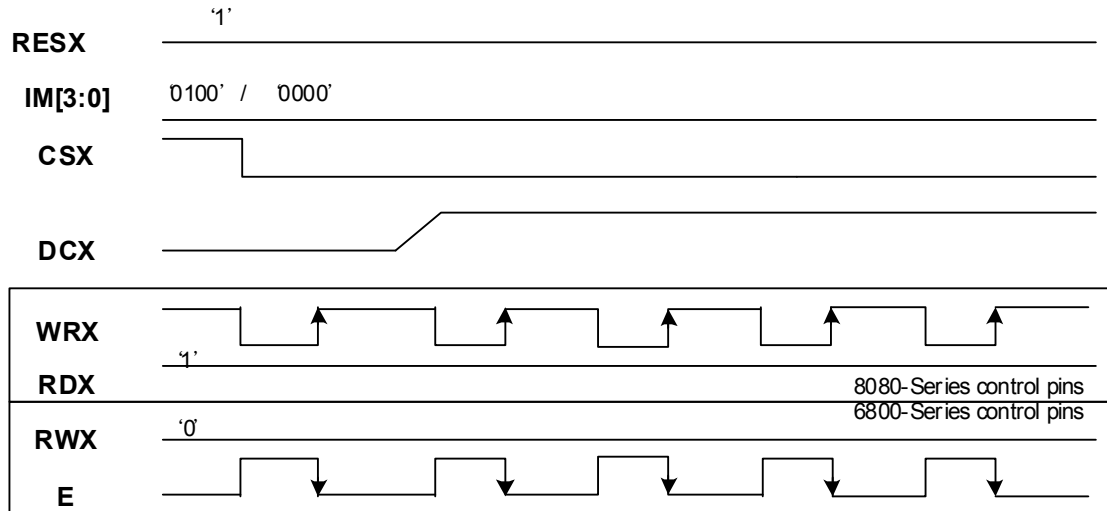 ‘1’
RESX
IM[3:0] ‘0100’ / ‘0000’
CSX
DCX
WRX
‘1’
RDX
8080-Series control pins
6800-Series control pins
RWX ‘0’
E